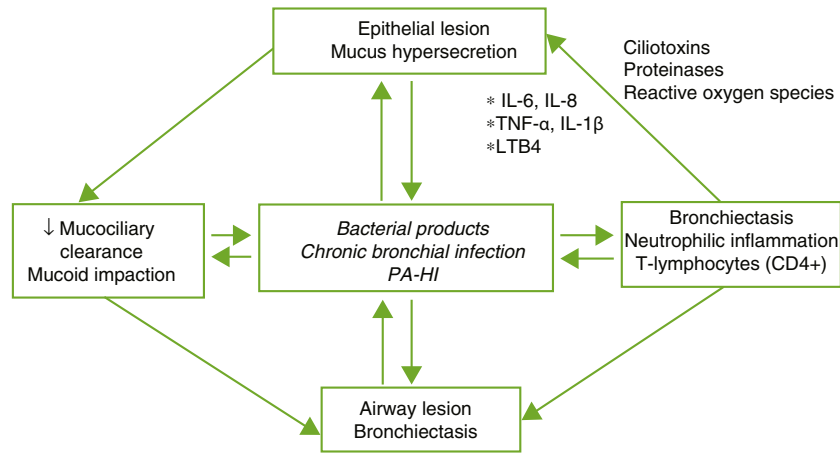 Epithelial lesion
Mucus hypersecretion
Ciliotoxins
Proteinases
Reactive oxygen species
* IL-6, IL-8
*TNF-α, IL-1β
*LTB4
↓ Mucociliary
clearance
Mucoid impaction
Bacterial products
Chronic bronchial infection
PA-HI
Bronchiectasis
Neutrophilic inflammation
T-lymphocytes (CD4+)
Airway lesion
Bronchiectasis